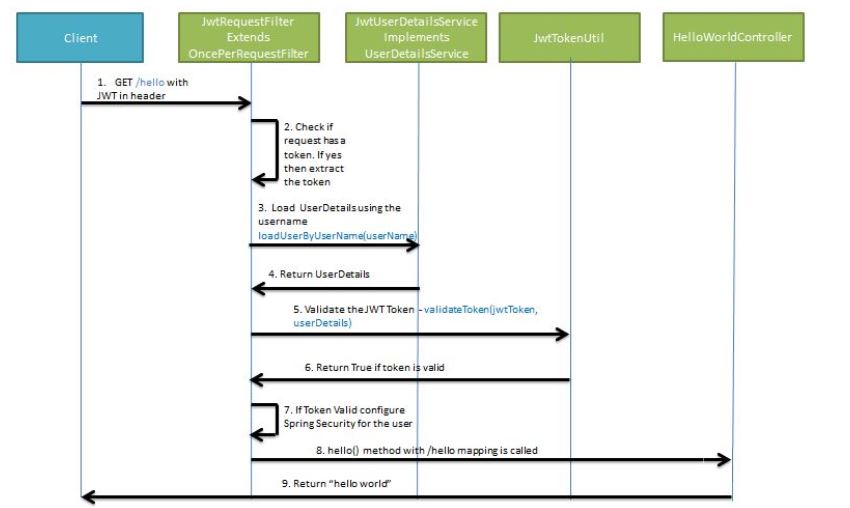 Client
JwtRequestFilter
Extends
OncePerRequestFilter
JwtUserDetailsService
Implements
UserDetailsService
JwtTokenUtil
HelloWorldController
1. GET /hello with
JWT in header
2. Check if
request has a
token. If yes
then extract
the token
3. Load UserDetails using the
username
loadUserByUserName(userName)
4. Return UserDetails
5. Validate the JWT Token - validateToken(jwtToken,
userDetails)
6. Return True if token is valid
7. If Token Valid configure
Spring Security for the user
8. hello() method with /hello mapping is called
9. Return "hello world"